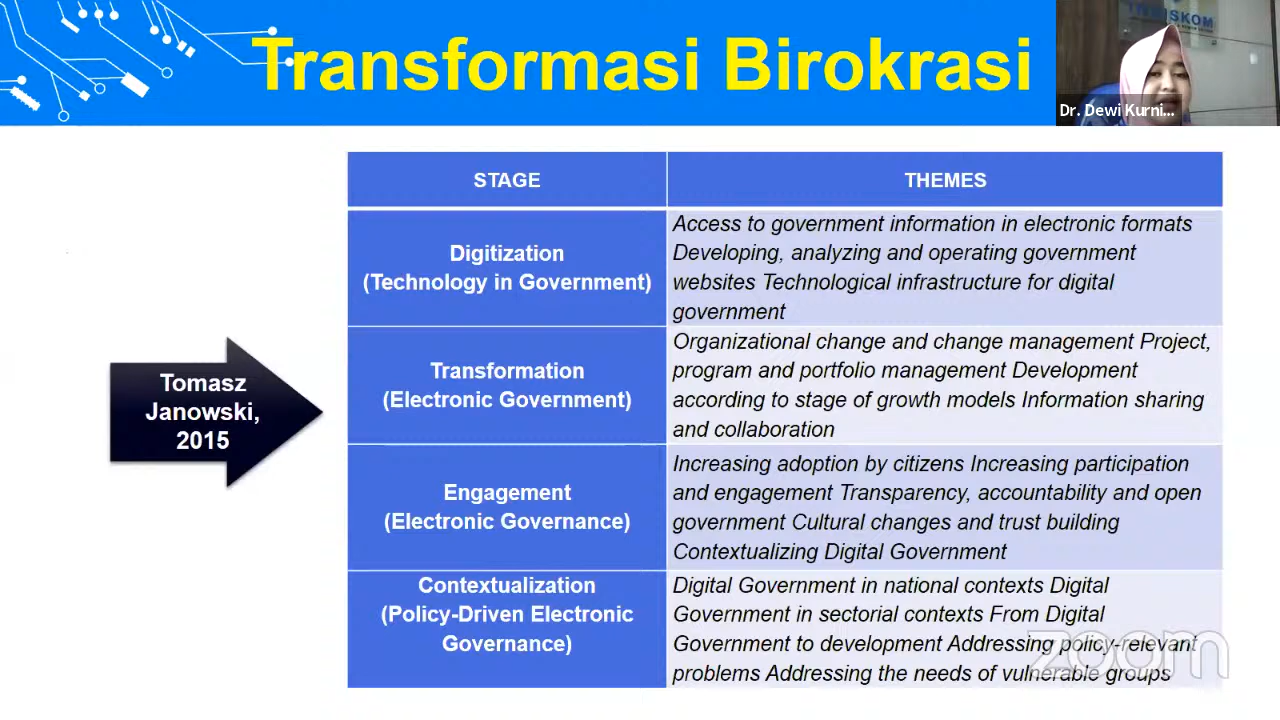 Transformasi Birokrasi
Dr. Dewi Kurni...
STAGE
THEMES
Digitization
(Technology in Government)
Access to government information in electronic formats
Developing, analyzing and operating government
websites Technological infrastructure for digital
government
Tomasz
Janowski,
2015
Transformation
(Electronic Government)
Organizational change and change management Project,
program and portfolio management Development
according to stage of growth models Information sharing
and collaboration
Engagement
(Electronic Governance)
Increasing adoption by citizens Increasing participation
and engagement Transparency, accountability and open
government Cultural changes and trust building
Contextualizing Digital Government
Contextualization
(Policy-Driven Electronic
Governance)
Digital Government in national contexts Digital
Government in sectorial contexts From Digital
Government to development Addressing policy-relevant
problems Addressing the needs of vulnerable groups
zoom